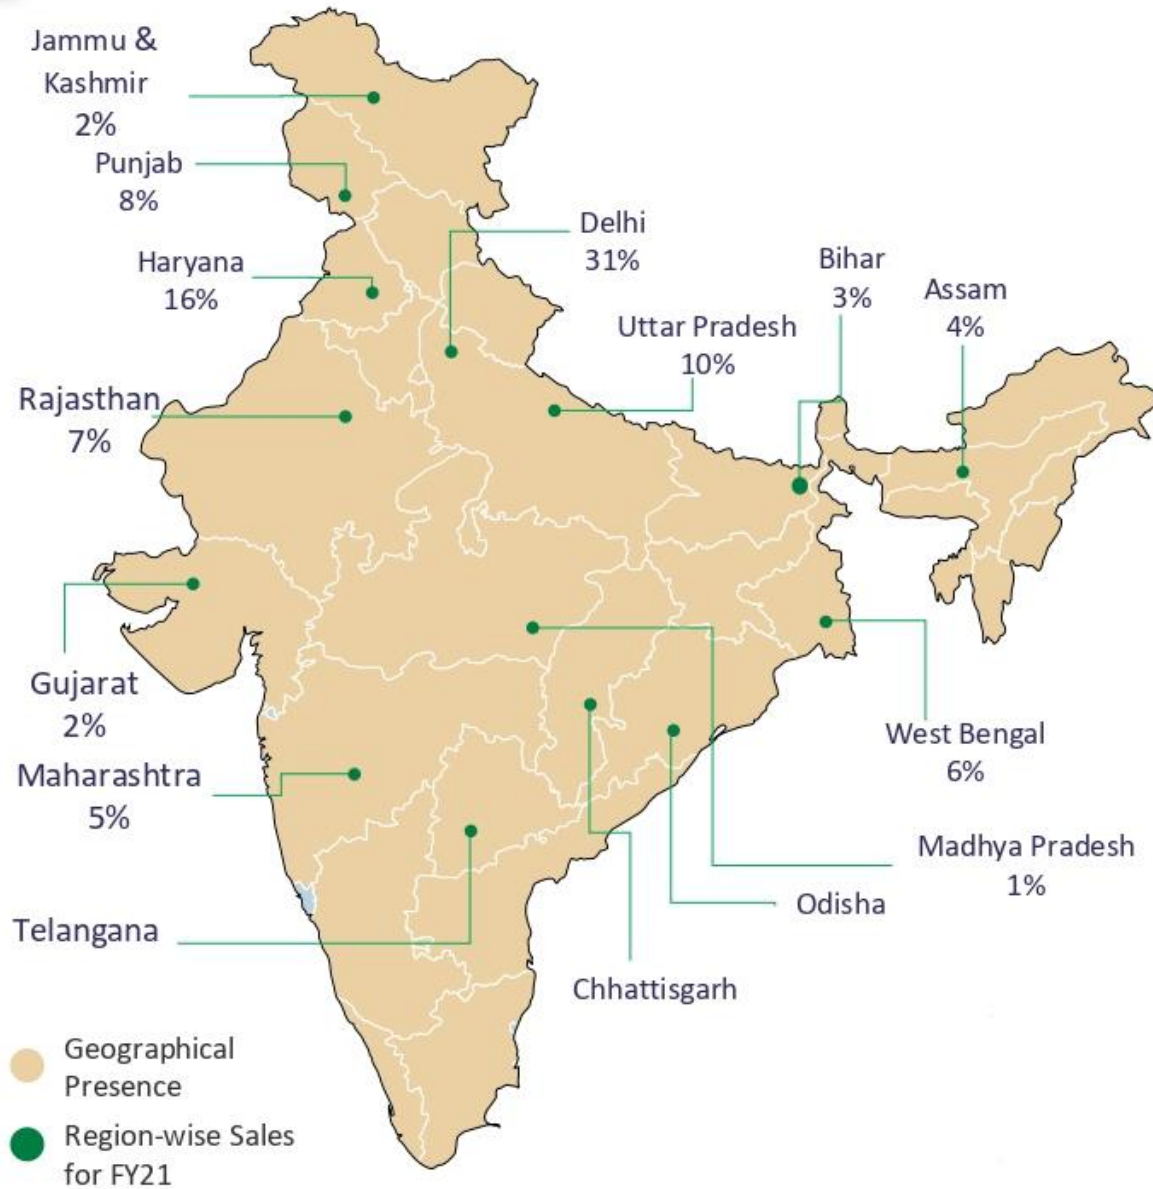 Jammu &
Kashmir
2%
Punjab
8%
Haryana
16%
Delhi
31%
Bihar
3%
Assam
4%
Uttar Pradesh
10%
Rajasthan
7%
Gujarat
2%
Maharashtra
5%
West Bengal
6%
Madhya Pradesh
1%
Odisha
Telangana
Chhattisgarh
Geographical
Presence
Region-wise Sales
for FY21